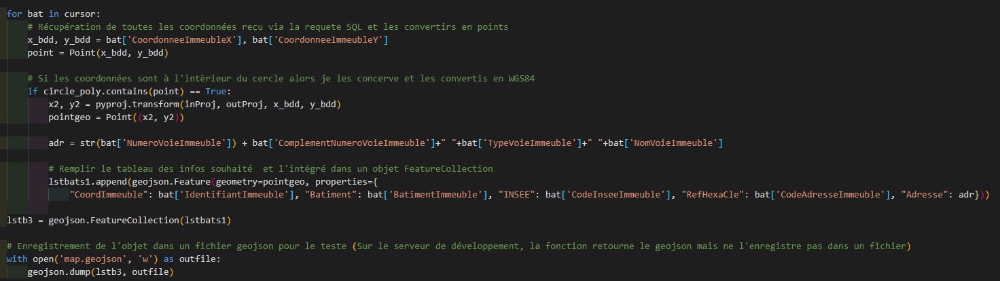 for bat in cursor:
# Récupération de toutes les coordonnées reçu via la requete SQL et les convertirs en points
x_bdd, y_bdd = bat['CoordonneeImmeubleX'], bat['CoordonneeImmeubleY']
point = Point(x_bdd, y_bdd)
# Si les coordonnées sont à l'intèrieur du cercle alors je les concerve et les convertis en WGS84
if circle_poly.contains(point) == True:
x2, y2 = pyproj.transform(inProj, outProj, x_bdd, y_bdd)
pointgeo = Point((x2, y2))
adr = str(bat['NumeroVoieImmeuble']) + bat['ComplementNumeroVoieImmeuble']+" "+bat['TypeVoieImmeuble']+" "+bat['NomVoieImmeuble']
# Remplir le tableau des infos souhaité  et l'intégré dans un objet FeatureCollection
lstbats1.append(geojson.Feature(geometry=pointgeo, properties={
"CoordImmeuble": bat['IdentifiantImmeuble'], "Batiment": bat['BatimentImmeuble'], "INSEE": bat['CodeInseeImmeuble'], "RefHexaCle": bat['CodeAdresseImmeuble'], "Adresse": adr}))
lstb3 = geojson.FeatureCollection(lstbats1)
# Enregistrement de l'objet dans un fichier geojson pour le teste (Sur le serveur de développement, la fonction retourne le geojson mais ne l'enregistre pas dans un fichier)
with open('map.geojson', 'w') as outfile:
geojson.dump(lstb3, outfile)